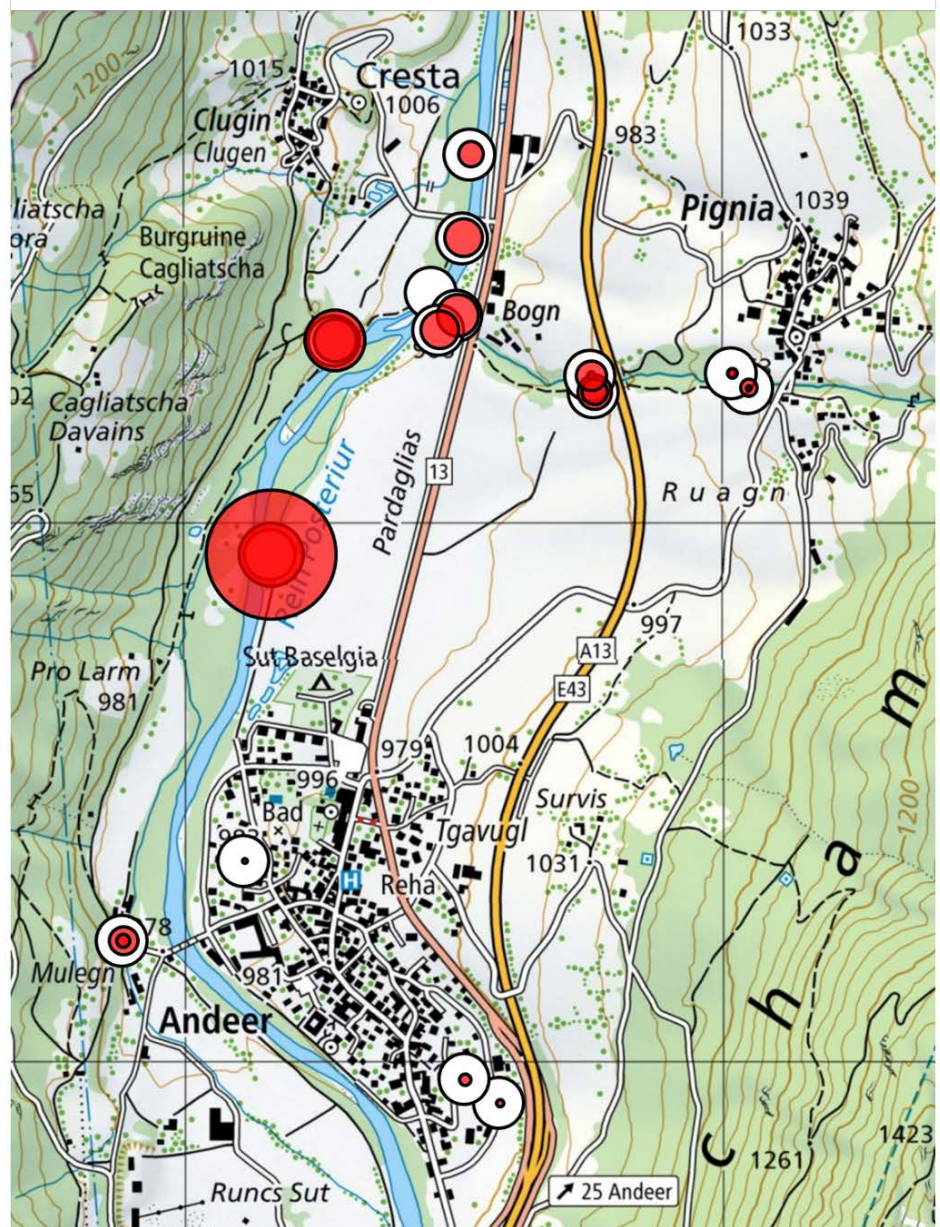 1033
1015
Cresta
1006
1200
Clugin
Clugen
983
Pignia
1039
Burgruine
Cagliatscha
Bogn
Cagliatscha
Davains
13
Pardaglias
Ruagn
997
A13
E43
Sut Baselgia
Pro Larm
981
979
1004
996
Survis
Bad
Tgavugl
1031
H
Reha
1200
Mulegn
981
Andeer
Cham
1423
1261
25 Andeer
Runcs Sut